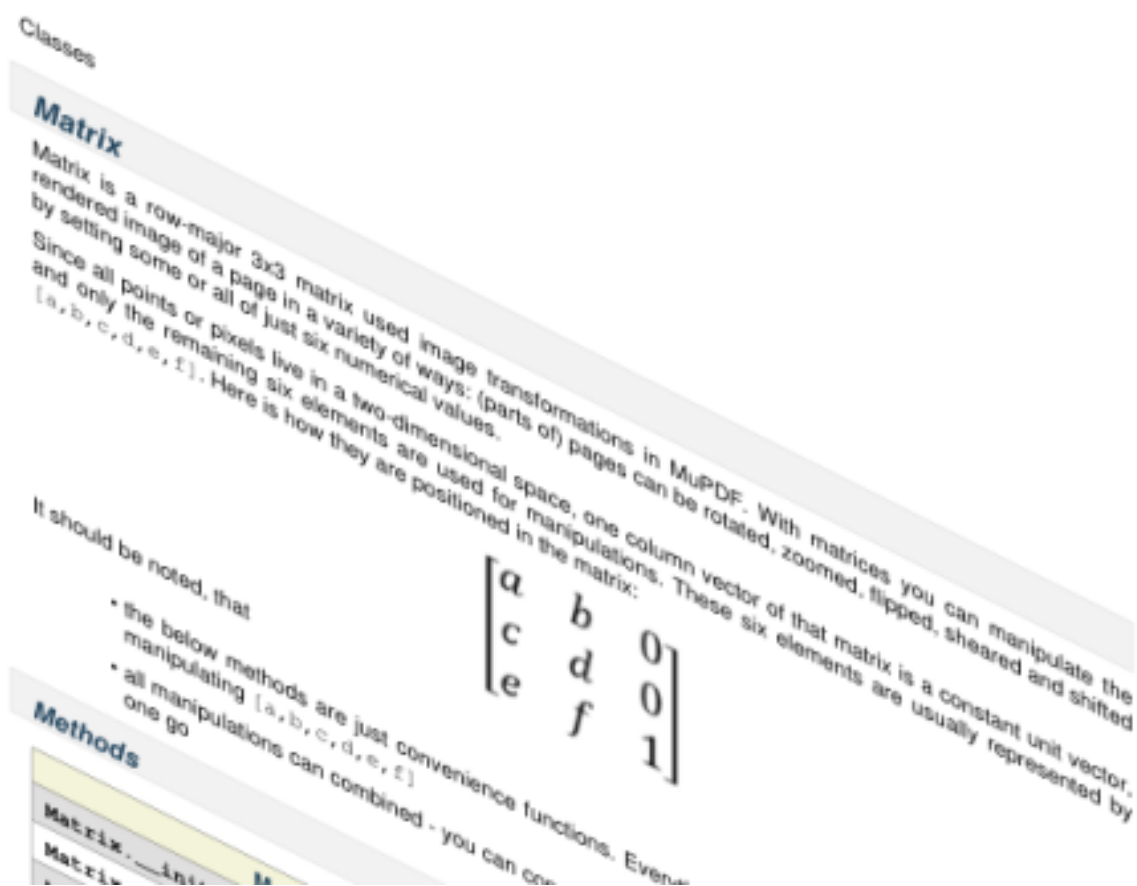 Classes
Matrix
Matrix is a row-major 3x3 matrix used image transformations in MuPDF. With matrices you can manipulate the
rendered image of a page in a variety of ways: (parts of) pages can be rotated, zoomed, flipped, sheared and shifted
by setting some or all of just six numerical values.
Since all points or pixels live in a two-dimensional space, one column vector of that matrix is a constant unit vector,
and only the remaining six elements are used for manipulations. These six elements are usually represented by
[a,b,c,d,e,f]. Here is how they are positioned in the matrix:
a b 0
c d 0
e f 1
It should be noted, that
• the below methods are just convenience functions.
manipulating [a,b,c,d,e,f]
• all manipulations can combined - you can
one go
Methods